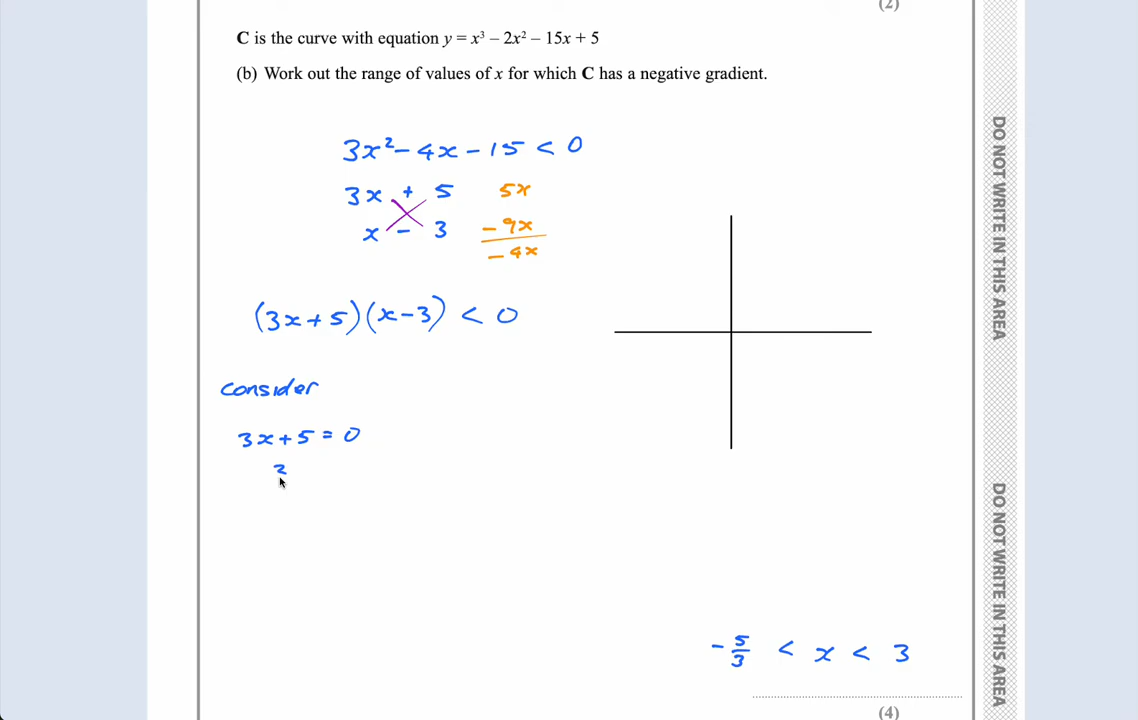 (2)
C is the curve with equation y = x³ – 2x² – 15x + 5
(b) Work out the range of values of x for which C has a negative gradient.
3x² – 4x – 15 < 0
3x + 5 5x
x – 3 – 9x
– 4x
(3x + 5)(x – 3) < 0
consider
3x + 5 = 0
3
– 5/3 < x < 3
(4)
DO NOT WRITE IN THIS AREA
DO NOT WRITE IN THIS AREA